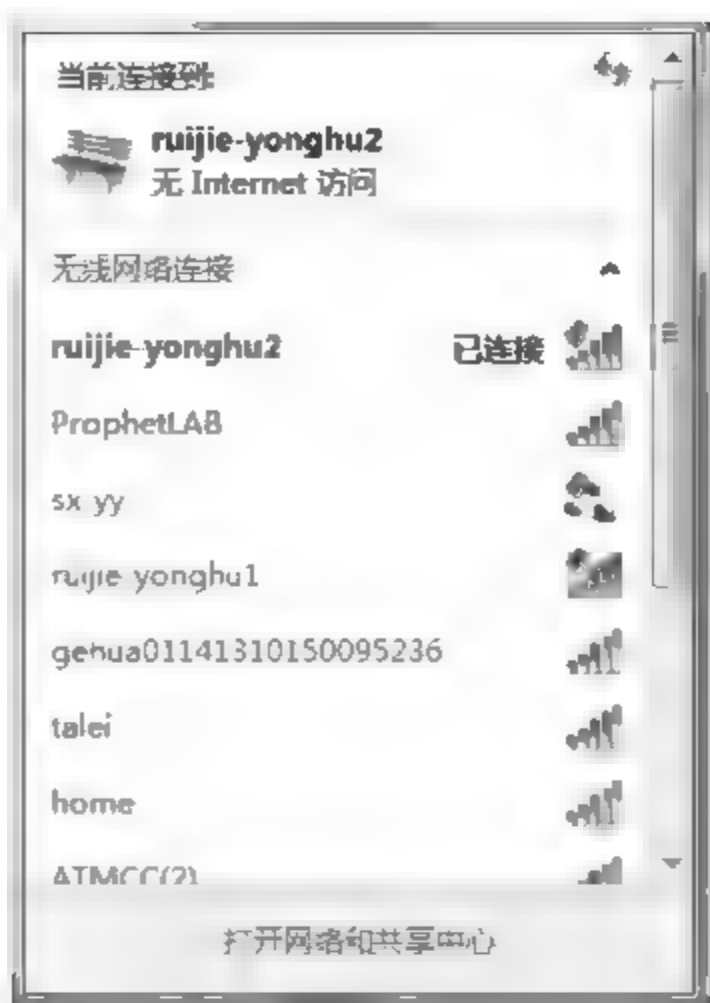 当前连接到:
ruijie-yonghu2
无 Internet 访问
无线网络连接
ruijie-yonghu2 已连接
ProphetLAB
sx-yy
ruijie-yonghu1
gehua01141310150095236
talei
home
ATMCC(2)
打开网络和共享中心